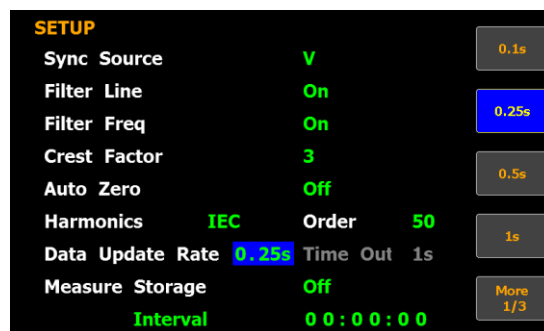 SETUP
Sync Source V
Filter Line On
Filter Freq On
Crest Factor 3
Auto Zero Off
Harmonics IEC Order 50
Data Update Rate 0.25s Time Out 1s
Measure Storage Off
Interval 00:00:00
0.1s
0.25s
0.5s
1s
More
1/3